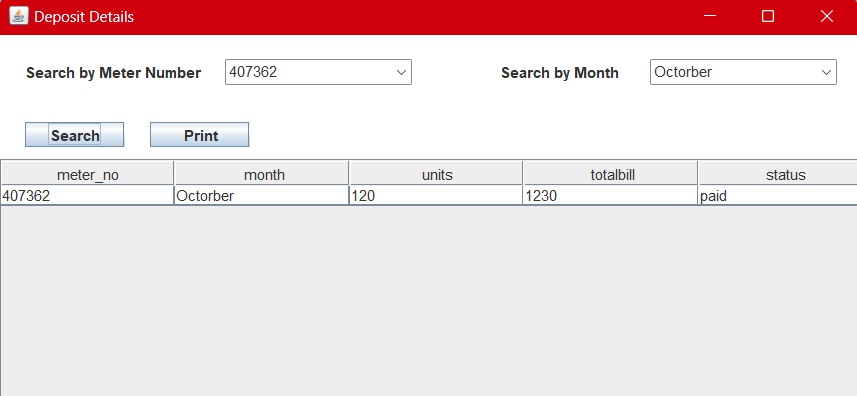 Deposit Details
Search by Meter Number 407362 Search by Month Octorber
Search Print
meter_no month units totalbill status
407362 Octorber 120 1230 paid